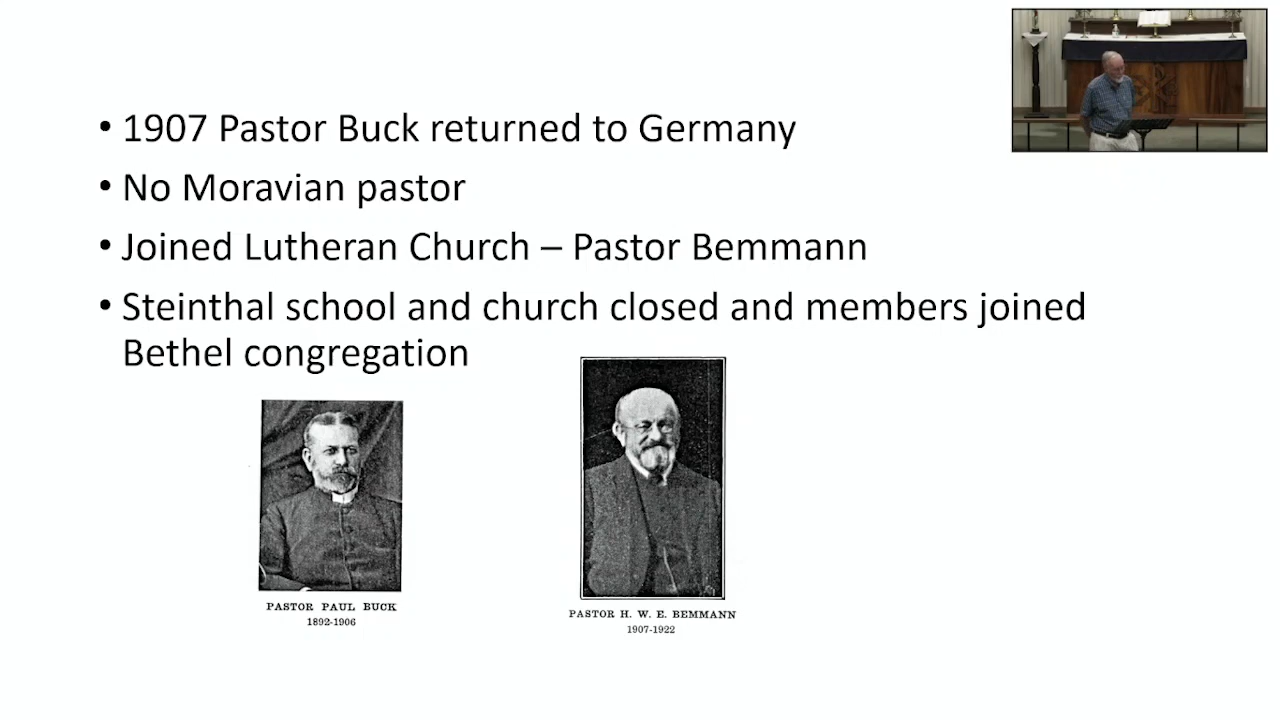 • 1907 Pastor Buck returned to Germany
• No Moravian pastor
• Joined Lutheran Church – Pastor Bemmann
• Steinthal school and church closed and members joined
Bethel congregation
PASTOR PAUL BUCK
1892-1906
PASTOR H. W. E. BEMMANN
1907-1922